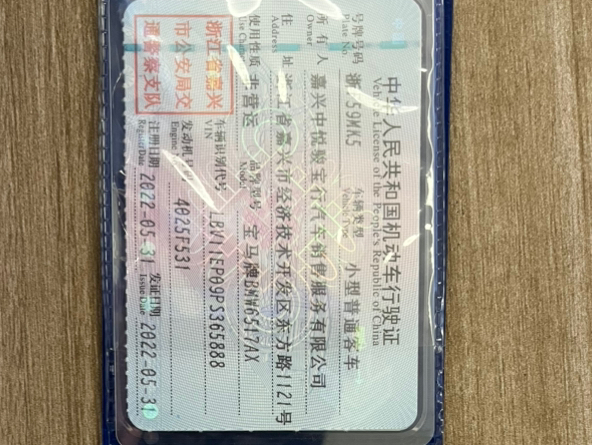 中华人民共和国机动车行驶证
Vehicle License of the People's Republic of China
号牌号码 浙F59MK5 车辆类型 小型普通客车
Plate No. Vehicle Type
所有人 嘉兴中悦骏宝行汽车销售服务有限公司
Owner
住址 浙江省嘉兴市经济技术开发区东方路1121号
Address
使用性质 非营运 品牌型号 宝马牌BMW6517AX
Use Character Model
浙江省嘉兴
市公安局交
通警察支队
车辆识别代号 LBV11EP09PS365888
VIN
发动机号码 4025F531
Engine No.
注册日期 2022-05-31 发证日期 2022-05-31
Register Date Issue Date